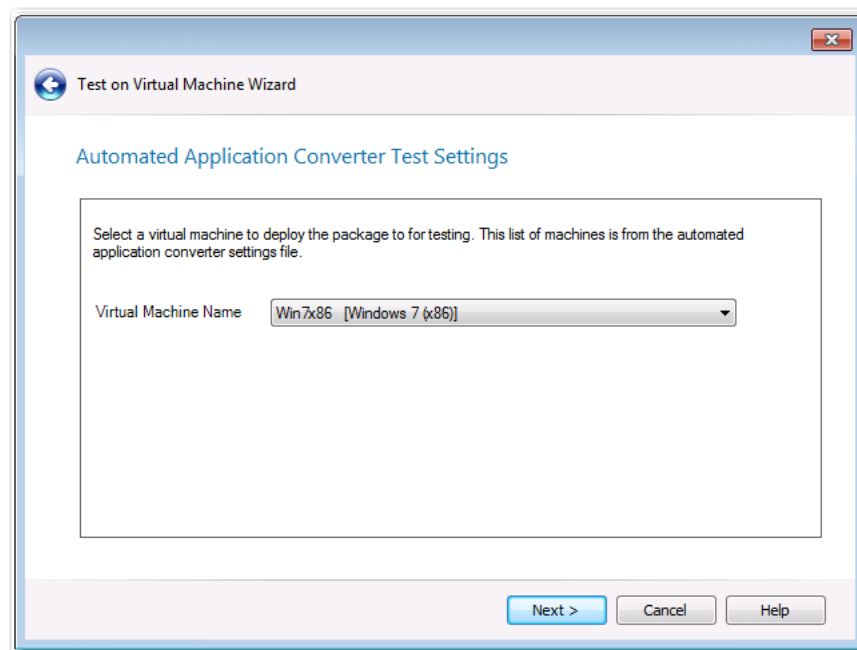 Test on Virtual Machine Wizard
Automated Application Converter Test Settings
Select a virtual machine to deploy the package to for testing. This list of machines is from the automated
application converter settings file.
Virtual Machine Name
Win7x86 [Windows 7 (x86)]
Next > Cancel Help